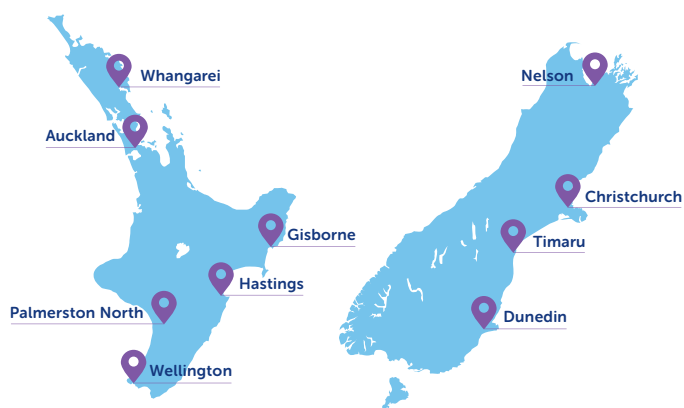 Whangarei
Auckland
Gisborne
Hastings
Palmerston North
Wellington
Nelson
Christchurch
Timaru
Dunedin